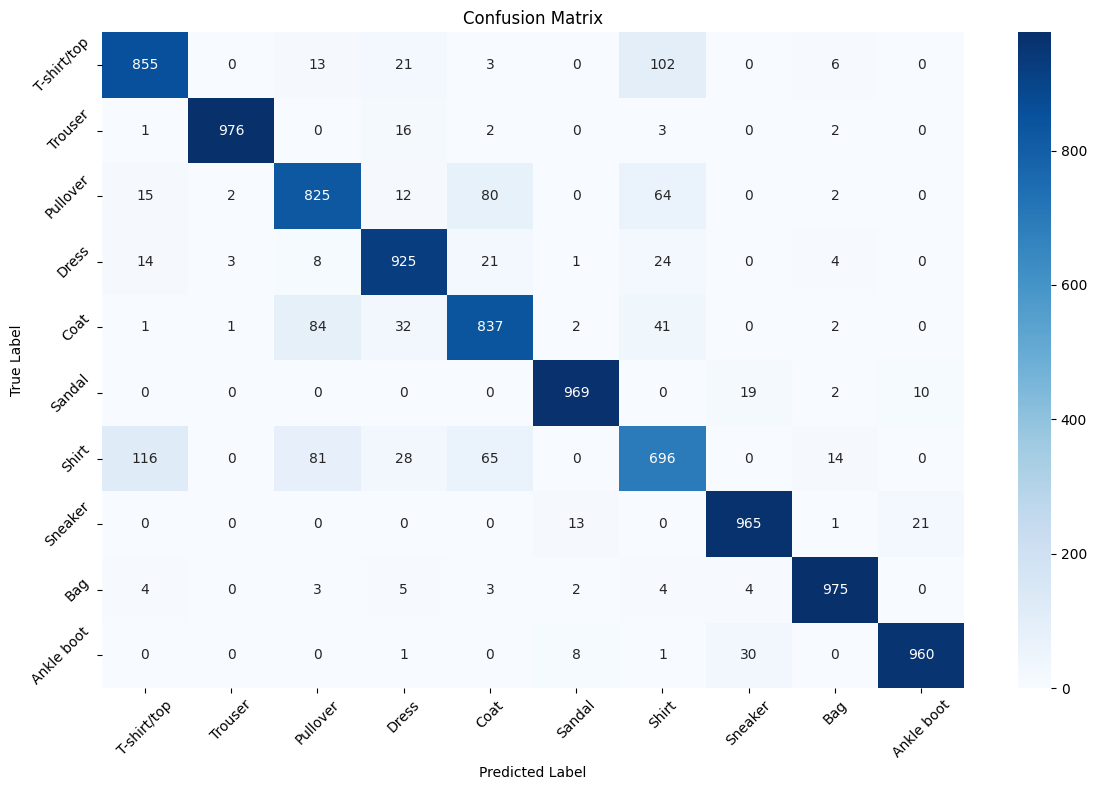 Confusion Matrix
True Label
T-shirt/top 855 0 13 21 3 0 102 6 0
Trouser 1 976 0 16 2 0 3 0 2 0
Pullover 15 2 825 12 80 0 64 0 2 0
Dress 14 3 8 925 21 1 24 0 4 0
Coat 1 1 84 32 837 2 41 0 2 0
Sandal 0 0 0 0 0 969 0 19 2 10
Shirt 116 0 81 28 65 0 696 0 14 0
Sneaker 0 0 0 0 0 13 0 965 1 21
Bag 4 0 3 5 3 2 4 4 975 0
Ankle boot 0 0 0 1 0 8 1 30 0 960
T-shirt/top Trouser Pullover Dress Coat Sandal Shirt Sneaker Bag Ankle boot
Predicted Label
800
600
400
200
0